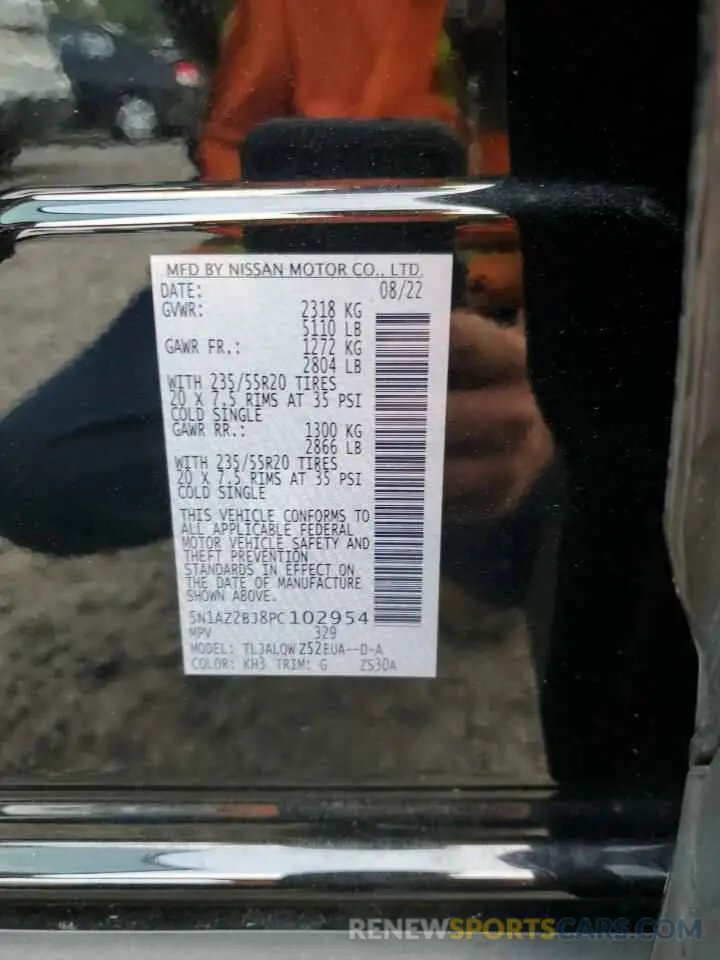 MFD BY NISSAN MOTOR CO., LTD.
DATE: 08/22
GVWR: 2318 KG
5110 LB
GAWR FR.: 1272 KG
2804 LB
WITH 235/55R20 TIRES
20 X 7.5 RIMS AT 35 PSI
COLD SINGLE
GAWR RR.: 1300 KG
2866 LB
WITH 235/55R20 TIRES
20 X 7.5 RIMS AT 35 PSI
COLD SINGLE
THIS VEHICLE CONFORMS TO
ALL APPLICABLE FEDERAL
MOTOR VEHICLE SAFETY AND
THEFT PREVENTION
STANDARDS IN EFFECT ON
THE DATE OF MANUFACTURE
SHOWN ABOVE.
5N1AZ2BJ8PC102954
MPV 329
MODEL: TLJALQW Z52EUA--D-A
COLOR: KH3 TRIM: G Z530A
RENEWSPORTSCARS.COM